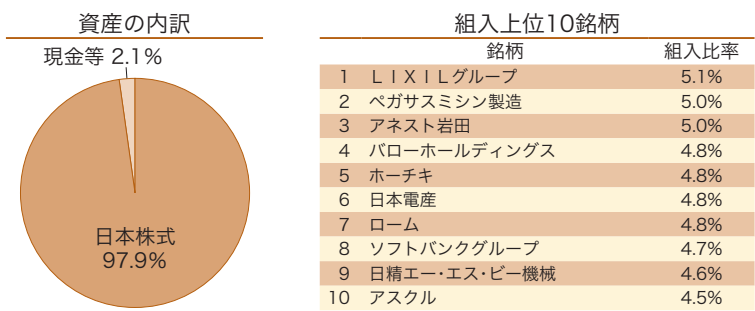 資産の内訳
現金等 2.1%
日本株式
97.9%
組入上位10銘柄
銘柄 組入比率
1 ＬＩＸＩＬグループ 5.1%
2 ペガサスミシン製造 5.0%
3 アネスト岩田 5.0%
4 バローホールディングス 4.8%
5 ホーチキ 4.8%
6 日本電産 4.8%
7 ローム 4.8%
8 ソフトバンクグループ 4.7%
9 日精エー・エス・ビー機械 4.6%
10 アスクル 4.5%